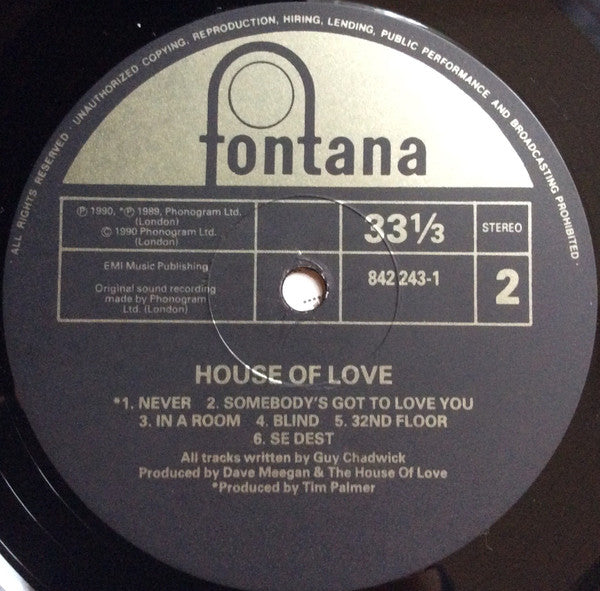 ALL RIGHTS RESERVED · UNAUTHORIZED COPYING, REPRODUCTION, HIRING, LENDING, PUBLIC PERFORMANCE AND BROADCASTING PROHIBITED.
fontana
Ⓟ 1990, *Ⓟ 1989, Phonogram Ltd.
(London)
© 1990 Phonogram Ltd.
(London)
33⅓
STEREO
EMI Music Publishing
Original sound recording
made by Phonogram
Ltd. (London)
842 243-1
2
HOUSE OF LOVE
*1. NEVER 2. SOMEBODY'S GOT TO LOVE YOU
3. IN A ROOM 4. BLIND 5. 32ND FLOOR
6. SE DEST
All tracks written by Guy Chadwick
Produced by Dave Meegan & The House Of Love
*Produced by Tim Palmer